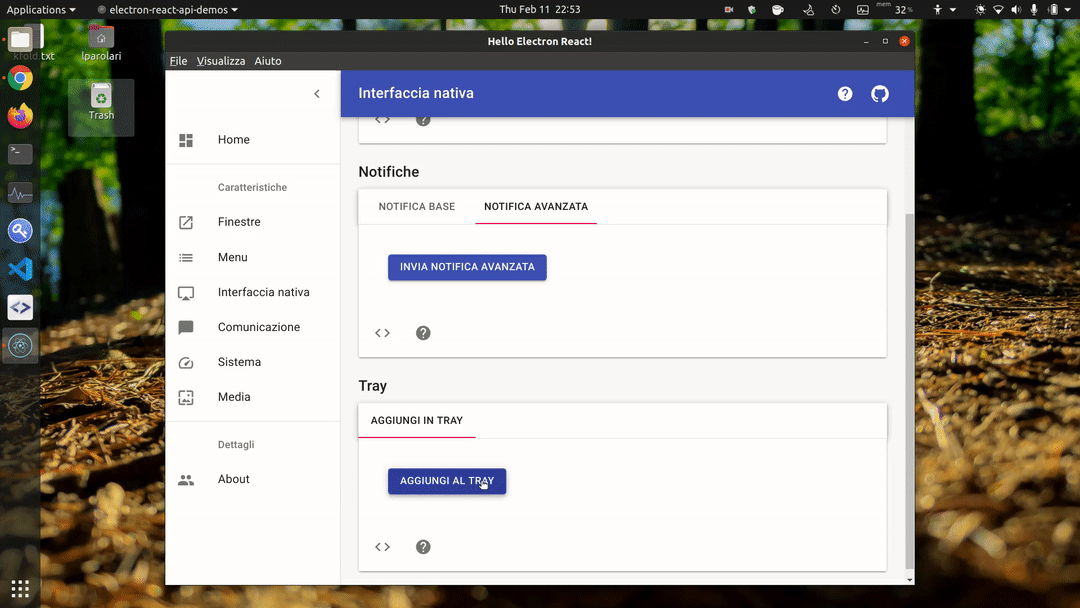 Applications
electron-react-api-demos
Thu Feb 11 22:53
mem
32%
kfold.txt
lparolari
Trash
Hello Electron React!
File Visualizza Aiuto
Interfaccia nativa
Home
Caratteristiche
Finestre
Menu
Interfaccia nativa
Comunicazione
Sistema
Media
Dettagli
About
Notifiche
NOTIFICA BASE NOTIFICA AVANZATA
INVIA NOTIFICA AVANZATA
Tray
AGGIUNGI IN TRAY
AGGIUNGI AL TRAY